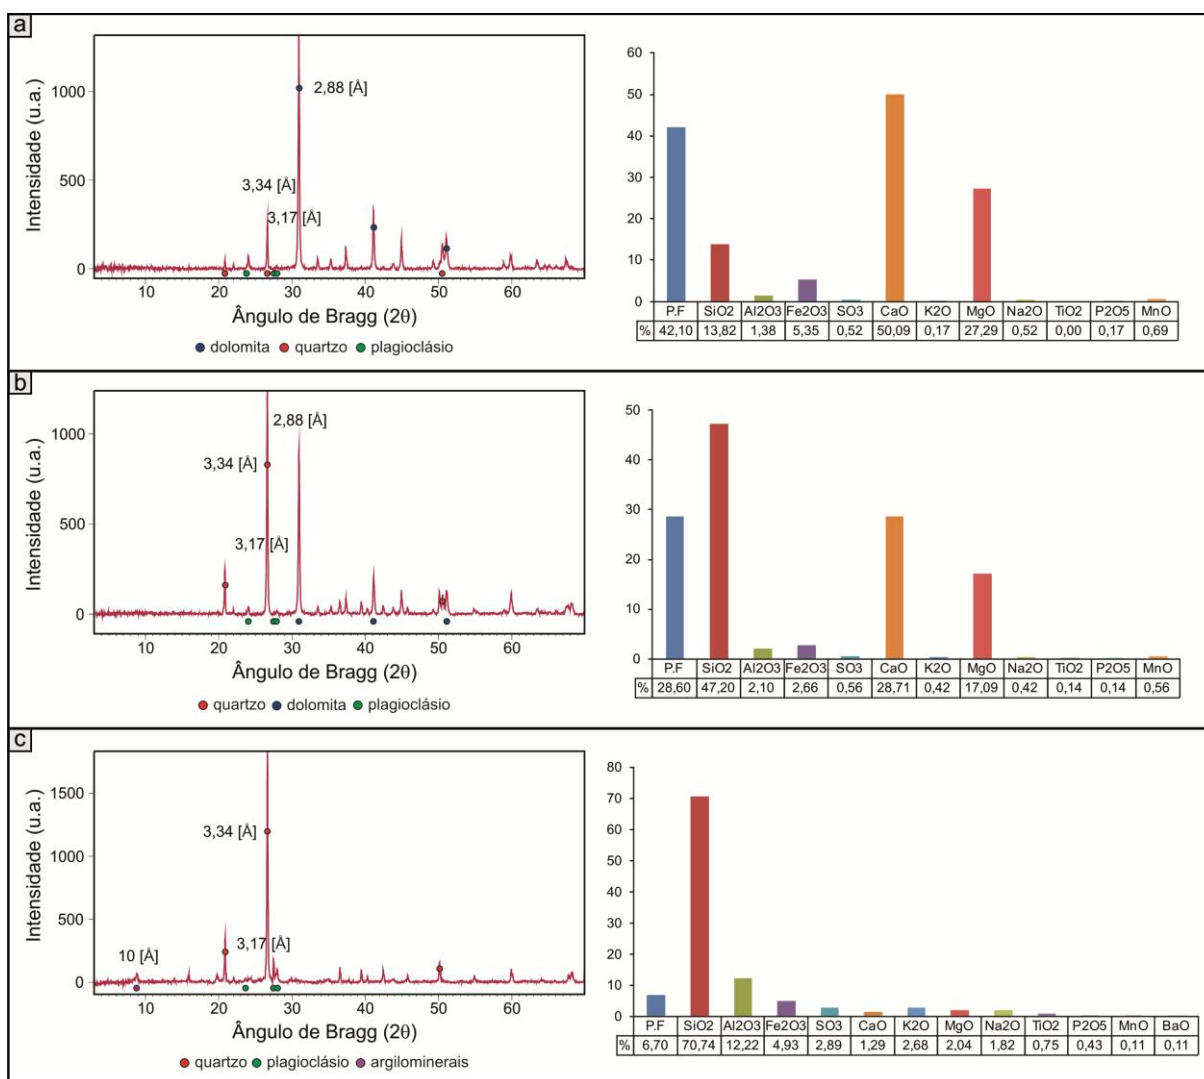 a
Intensidade (u.a.)
1000
500
0
2,88 [Å]
3,34 [Å]
3,17 [Å]
10 20 30 40 50 60
Ângulo de Bragg (2θ)
dolomita quartzo plagioclásio
60
50
40
30
20
10
0
P.F SiO2 Al2O3 Fe2O3 SO3 CaO K2O MgO Na2O TiO2 P2O5 MnO
% 42,10 13,82 1,38 5,35 0,52 50,09 0,17 27,29 0,52 0,00 0,17 0,69
b
Intensidade (u.a.)
1000
500
0
2,88 [Å]
3,34 [Å]
3,17 [Å]
10 20 30 40 50 60
Ângulo de Bragg (2θ)
quartzo dolomita plagioclásio
50
40
30
20
10
0
P.F SiO2 Al2O3 Fe2O3 SO3 CaO K2O MgO Na2O TiO2 P2O5 MnO
% 28,60 47,20 2,10 2,66 0,56 28,71 0,42 17,09 0,42 0,14 0,14 0,56
c
Intensidade (u.a.)
1500
1000
500
0
3,34 [Å]
3,17 [Å]
10 [Å]
10 20 30 40 50 60
Ângulo de Bragg (2θ)
quartzo plagioclásio argilominerais
80
70
60
50
40
30
20
10
0
P.F SiO2 Al2O3 Fe2O3 SO3 CaO K2O MgO Na2O TiO2 P2O5 MnO BaO
% 6,70 70,74 12,22 4,93 2,89 1,29 2,68 2,04 1,82 0,75 0,43 0,11 0,11